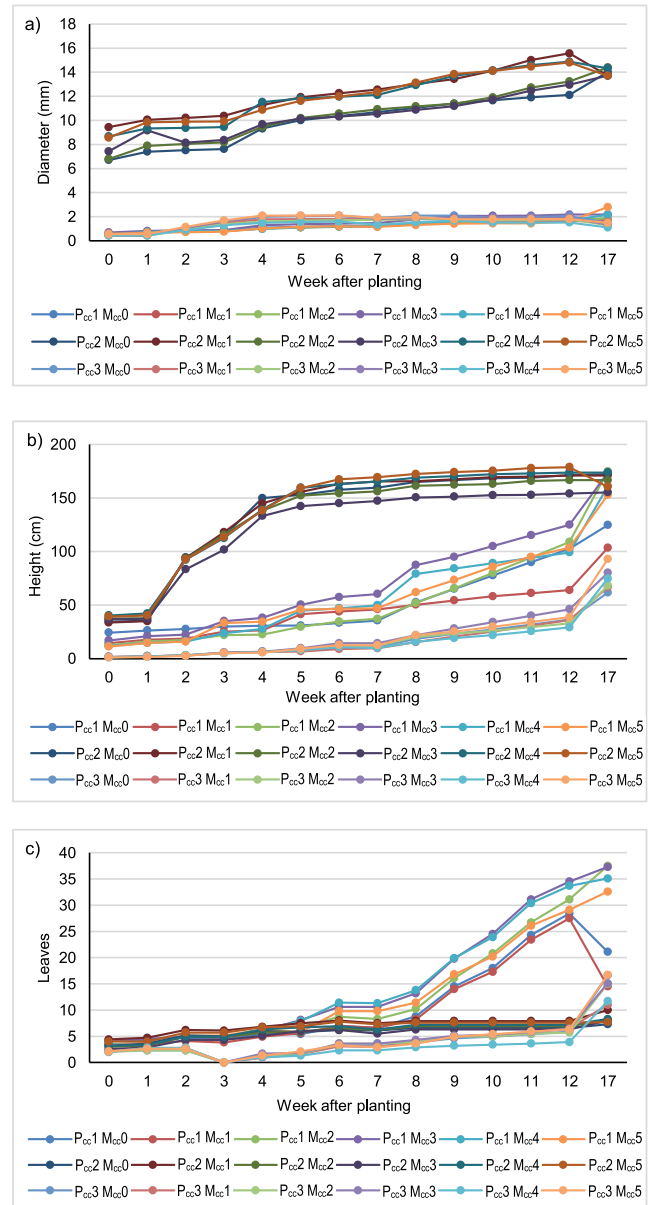 a)
18
16
14
12
10
8
6
4
2
0
Diameter (mm)
0 1 2 3 4 5 6 7 8 9 10 11 12 17
Week after planting
Pcc1 Mcc0 Pcc1 Mcc1 Pcc1 Mcc2 Pcc1 Mcc3 Pcc1 Mcc4 Pcc1 Mcc5
Pcc2 Mcc0 Pcc2 Mcc1 Pcc2 Mcc2 Pcc2 Mcc3 Pcc2 Mcc4 Pcc2 Mcc5
Pcc3 Mcc0 Pcc3 Mcc1 Pcc3 Mcc2 Pcc3 Mcc3 Pcc3 Mcc4 Pcc3 Mcc5
b)
200
150
100
50
0
Height (cm)
0 1 2 3 4 5 6 7 8 9 10 11 12 17
Week after planting
Pcc1 Mcc0 Pcc1 Mcc1 Pcc1 Mcc2 Pcc1 Mcc3 Pcc1 Mcc4 Pcc1 Mcc5
Pcc2 Mcc0 Pcc2 Mcc1 Pcc2 Mcc2 Pcc2 Mcc3 Pcc2 Mcc4 Pcc2 Mcc5
Pcc3 Mcc0 Pcc3 Mcc1 Pcc3 Mcc2 Pcc3 Mcc3 Pcc3 Mcc4 Pcc3 Mcc5
c)
40
35
30
25
20
15
10
5
0
Leaves
0 1 2 3 4 5 6 7 8 9 10 11 12 17
Week after planting
Pcc1 Mcc0 Pcc1 Mcc1 Pcc1 Mcc2 Pcc1 Mcc3 Pcc1 Mcc4 Pcc1 Mcc5
Pcc2 Mcc0 Pcc2 Mcc1 Pcc2 Mcc2 Pcc2 Mcc3 Pcc2 Mcc4 Pcc2 Mcc5
Pcc3 Mcc0 Pcc3 Mcc1 Pcc3 Mcc2 Pcc3 Mcc3 Pcc3 Mcc4 Pcc3 Mcc5